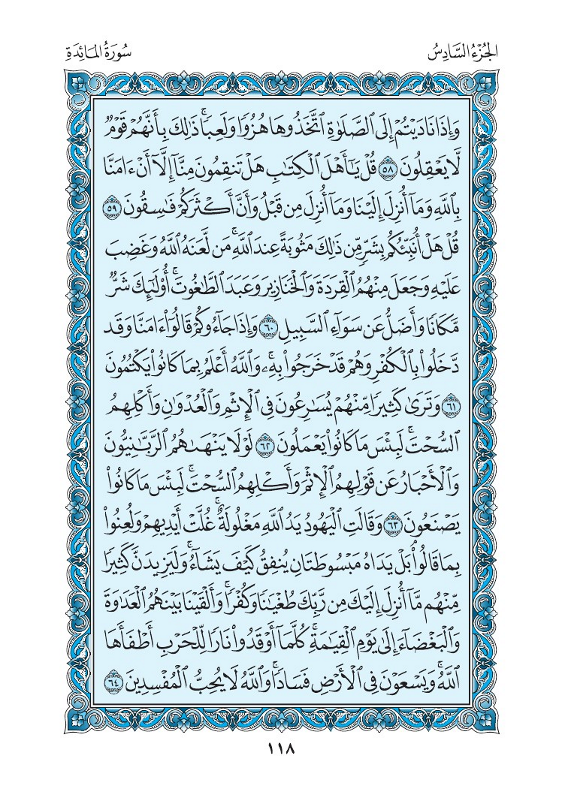 الجُزْءُ السَّادِسُ
سُورَةُ المَائِدَةِ
وَإِذَا نَادَيْتُمْ إِلَى ٱلصَّلَوٰةِ ٱتَّخَذُوهَا هُزُوًا وَلَعِبًا ۚ ذَٰلِكَ بِأَنَّهُمْ قَوْمٌ
لَّا يَعْقِلُونَ ٥٨ قُلْ يَـٰٓأَهْلَ ٱلْكِتَـٰبِ هَلْ تَنقِمُونَ مِنَّآ إِلَّآ أَنْ ءَامَنَّا
بِٱللَّهِ وَمَآ أُنزِلَ إِلَيْنَا وَمَآ أُنزِلَ مِن قَبْلُ وَأَنَّ أَكْثَرَكُمْ فَـٰسِقُونَ ٥٩
قُلْ هَلْ أُنَبِّئُكُم بِشَرٍّ مِّن ذَٰلِكَ مَثُوبَةً عِندَ ٱللَّهِ ۚ مَن لَّعَنَهُ ٱللَّهُ وَغَضِبَ
عَلَيْهِ وَجَعَلَ مِنْهُمُ ٱلْقِرَدَةَ وَٱلْخَنَازِيرَ وَعَبَدَ ٱلطَّـٰغُوتَ ۚ أُو۟لَـٰٓئِكَ شَرٌّ
مَّكَانًا وَأَضَلُّ عَن سَوَآءِ ٱلسَّبِيلِ ٦٠ وَإِذَا جَآءُوكُمْ قَالُوٓا۟ ءَامَنَّا وَقَد
دَّخَلُوا۟ بِٱلْكُفْرِ وَهُمْ قَدْ خَرَجُوا۟ بِهِۦ ۚ وَٱللَّهُ أَعْلَمُ بِمَا كَانُوا۟ يَكْتُمُونَ
٦١ وَتَرَىٰ كَثِيرًا مِّنْهُمْ يُسَـٰرِعُونَ فِى ٱلْإِثْمِ وَٱلْعُدْوَٰنِ وَأَكْلِهِمُ
ٱلسُّحْتَ ۚ لَبِئْسَ مَا كَانُوا۟ يَعْمَلُونَ ٦٢ لَوْلَا يَنْهَىٰهُمُ ٱلرَّبَّـٰنِيُّونَ
وَٱلْأَحْبَارُ عَن قَوْلِهِمُ ٱلْإِثْمَ وَأَكْلِهِمُ ٱلسُّحْتَ ۚ لَبِئْسَ مَا كَانُوا۟
يَصْنَعُونَ ٦٣ وَقَالَتِ ٱلْيَهُودُ يَدُ ٱللَّهِ مَغْلُولَةٌ ۚ غُلَّتْ أَيْدِيهِمْ وَلُعِنُوا۟
بِمَا قَالُوا۟ ۘ بَلْ يَدَاهُ مَبْسُوطَتَانِ يُنفِقُ كَيْفَ يَشَآءُ ۚ وَلَيَزِيدَنَّ كَثِيرًا
مِّنْهُم مَّآ أُنزِلَ إِلَيْكَ مِن رَّبِّكَ طُغْيَـٰنًا وَكُفْرًا ۚ وَأَلْقَيْنَا بَيْنَهُمُ ٱلْعَدَٰوَةَ
وَٱلْبَغْضَآءَ إِلَىٰ يَوْمِ ٱلْقِيَـٰمَةِ ۚ كُلَّمَآ أَوْقَدُوا۟ نَارًا لِّلْحَرْبِ أَطْفَأَهَا
ٱللَّهُ ۚ وَيَسْعَوْنَ فِى ٱلْأَرْضِ فَسَادًا ۚ وَٱللَّهُ لَا يُحِبُّ ٱلْمُفْسِدِينَ ٦٤
١١٨